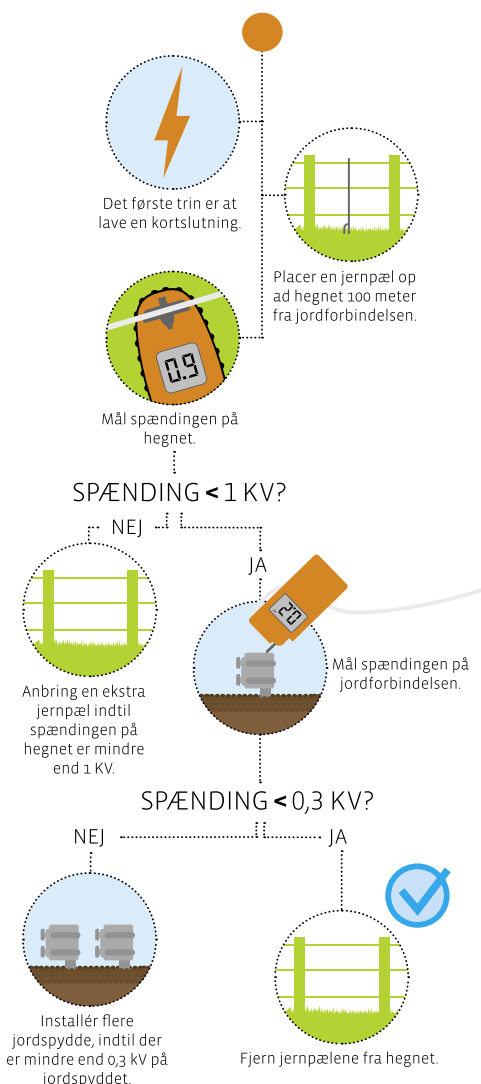 Det første trin er at
lave en kortslutning.
Placer en jernpæl op
ad hegnet 100 meter
fra jordforbindelsen.
0.9
Mål spændingen på
hegnet.
SPÆNDING < 1 KV?
NEJ
JA
Anbring en ekstra
jernpæl indtil
spændingen på
hegnet er mindre
end 1 KV.
Mål spændingen på
jordforbindelsen.
SPÆNDING < 0,3 KV?
NEJ
JA
Installér flere
jordspydde, indtil der
er mindre end 0,3 kV på
jordspyddet.
Fjern jernpælene fra hegnet.